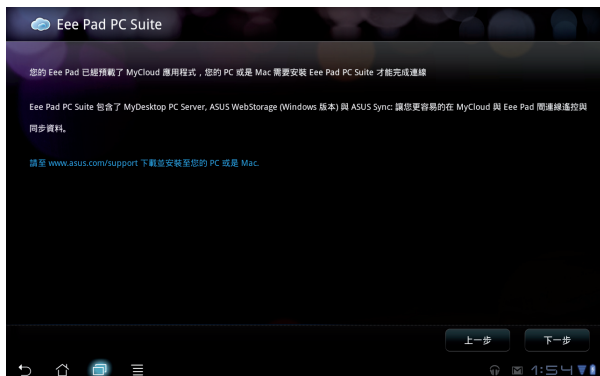 Eee Pad PC Suite
您的 Eee Pad 已經預載了 MyCloud 應用程式，您的 PC 或是 Mac 需要安裝 Eee Pad PC Suite 才能完成連線
Eee Pad PC Suite 包含了 MyDesktop PC Server, ASUS WebStorage (Windows 版本) 與 ASUS Sync: 讓您更容易的在 MyCloud 與 Eee Pad 間連線遙控與
同步資料。
請至 www.asus.com/support 下載並安裝至您的 PC 或是 Mac.
上一步 下一步
1:54